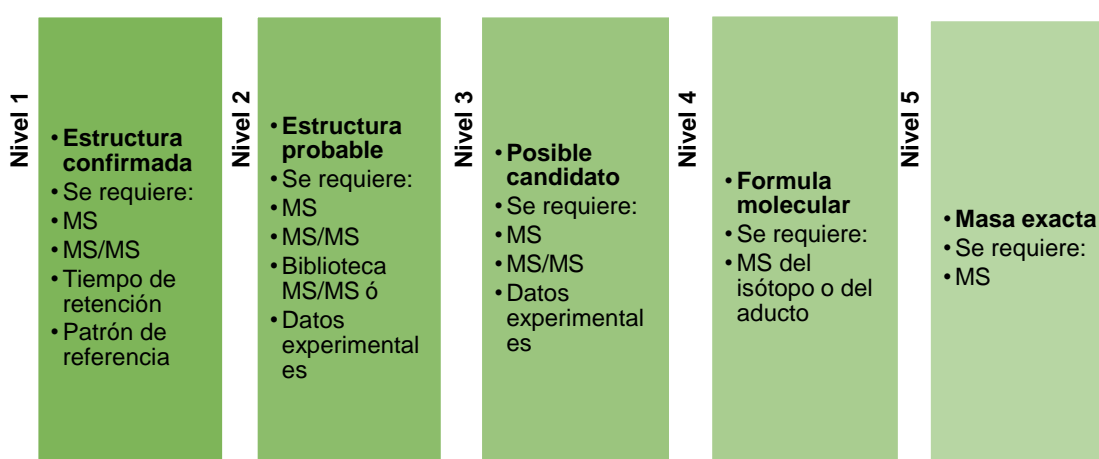 Nivel 1
• Estructura
confirmada
• Se requiere:
• MS
• MS/MS
• Tiempo de
retención
• Patrón de
referencia
Nivel 2
• Estructura
probable
• Se requiere:
• MS
• MS/MS
• Biblioteca
MS/MS ó
• Datos
experimental
es
Nivel 3
• Posible
candidato
• Se requiere:
• MS
• MS/MS
• Datos
experimental
es
Nivel 4
• Formula
molecular
• Se requiere:
• MS del
isótopo o del
aducto
Nivel 5
• Masa exacta
• Se requiere:
• MS